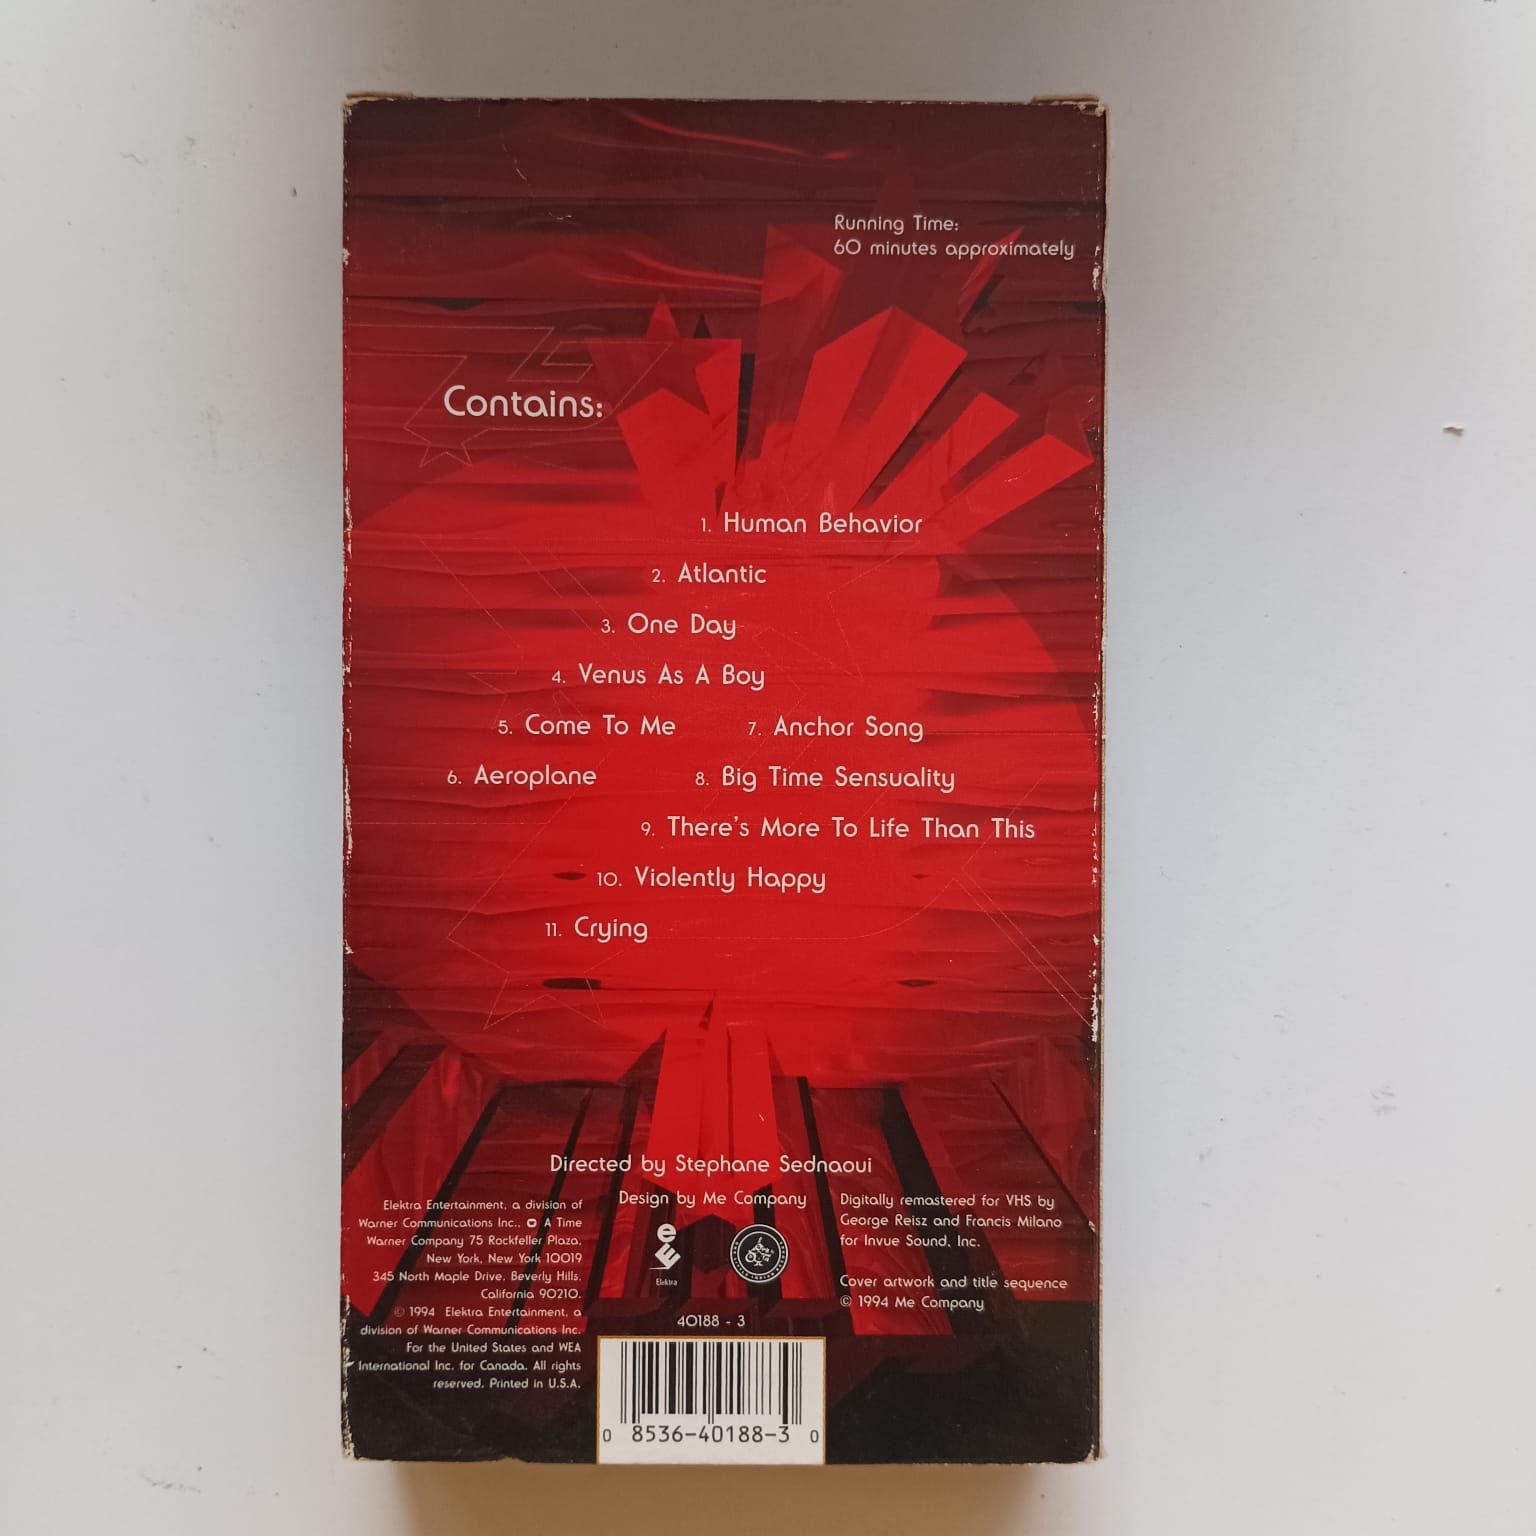 Running Time:
60 minutes approximately
Contains:
1. Human Behavior
2. Atlantic
3. One Day
4. Venus As A Boy
5. Come To Me
6. Aeroplane
7. Anchor Song
8. Big Time Sensuality
9. There's More To Life Than This
10. Violently Happy
11. Crying
Directed by Stephane Sednaoui
Design by Me Company
Elektra Entertainment, a division of
Warner Communications Inc., A Time
Warner Company 75 Rockfeller Plaza,
New York, New York 10019
345 North Maple Drive, Beverly Hills,
California 90210.
© 1994 Elektra Entertainment, a
division of Warner Communications Inc.
For the United States and WEA
International Inc. for Canada. All rights
reserved. Printed in U.S.A.
Elektra
Digitally remastered for VHS by
George Reisz and Francis Milano
for Invue Sound, Inc.
Cover artwork and title sequence
© 1994 Me Company
40188 - 3
0 8536-40188-3 0